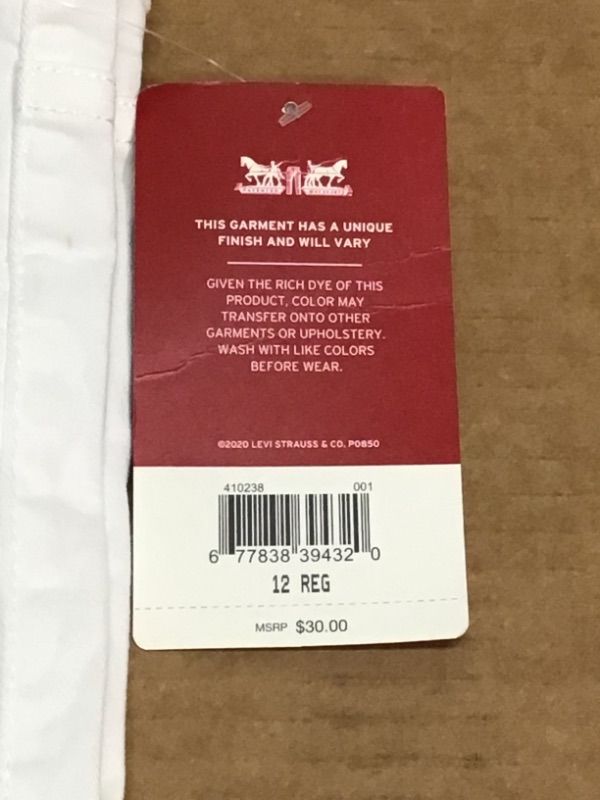 THIS GARMENT HAS A UNIQUE
FINISH AND WILL VARY
GIVEN THE RICH DYE OF THIS
PRODUCT, COLOR MAY
TRANSFER ONTO OTHER
GARMENTS OR UPHOLSTERY.
WASH WITH LIKE COLORS
BEFORE WEAR.
©2020 LEVI STRAUSS & CO. P0850
410238 001
6 77838 39432 0
12 REG
MSRP $30.00